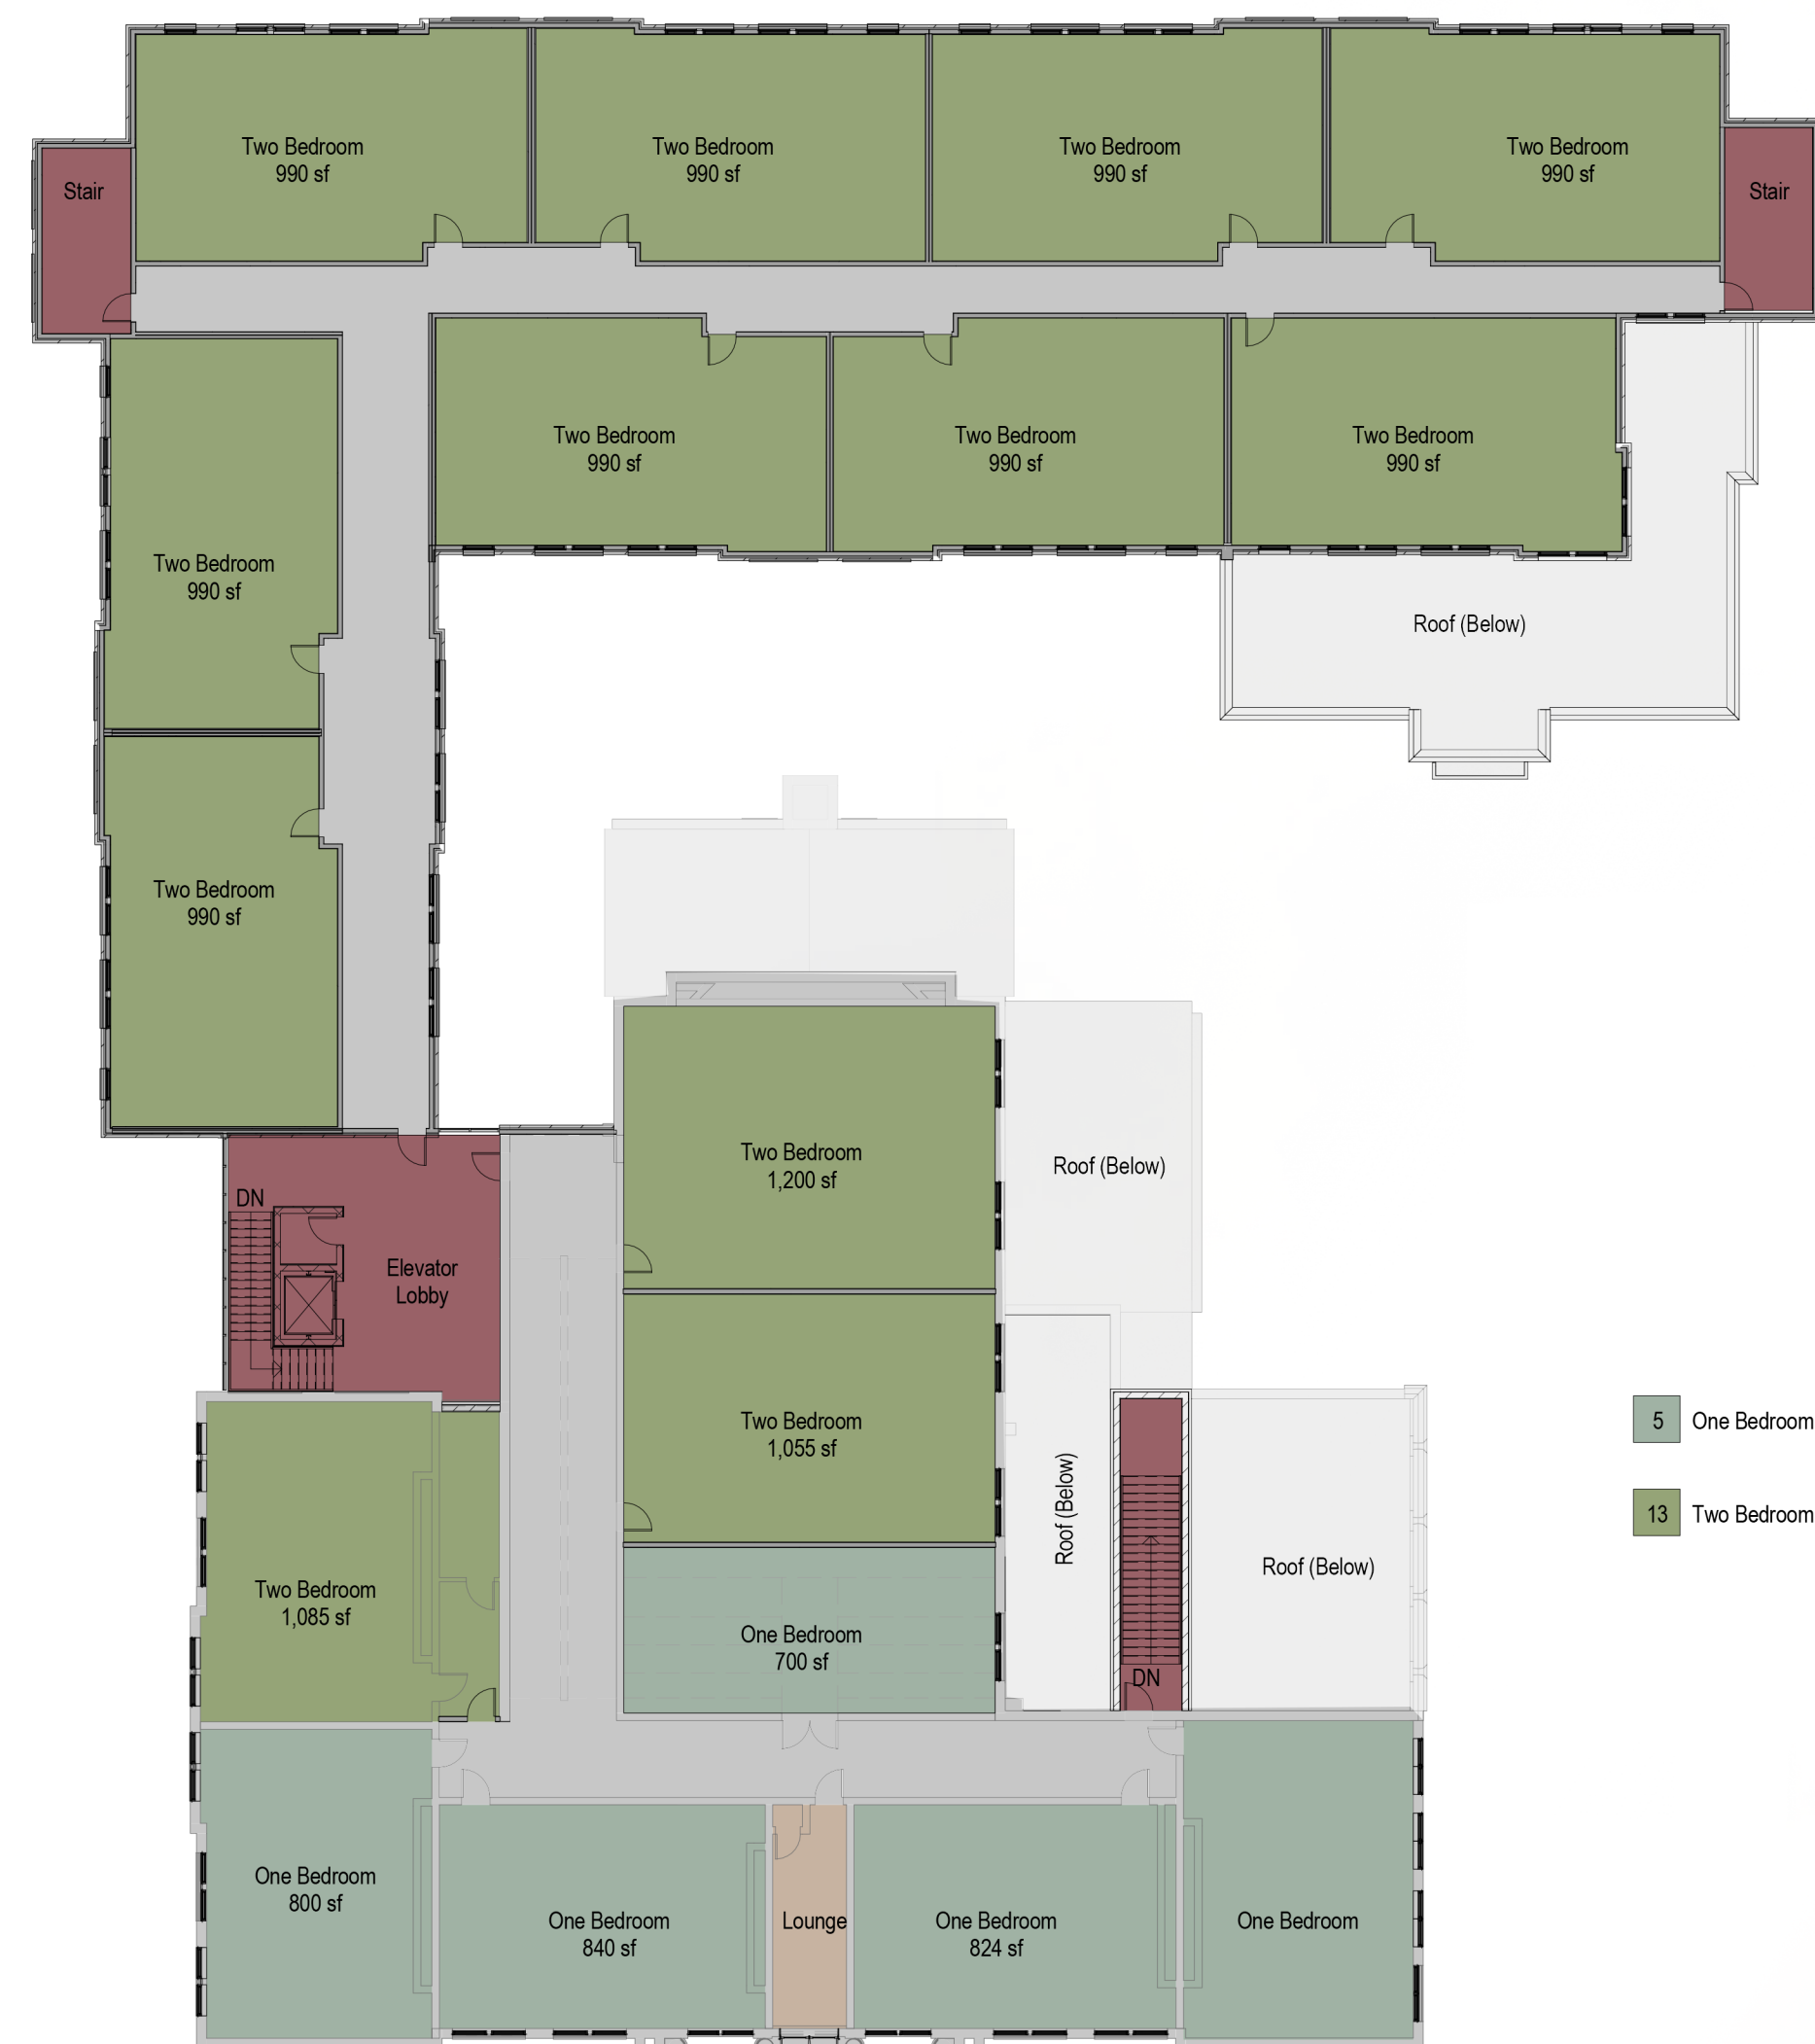 Two Bedroom
990 sf
Two Bedroom
990 sf
Two Bedroom
990 sf
Two Bedroom
990 sf
Stair
Stair
Two Bedroom
990 sf
Two Bedroom
990 sf
Two Bedroom
990 sf
Two Bedroom
990 sf
Roof (Below)
Two Bedroom
990 sf
Two Bedroom
1,200 sf
Roof (Below)
DN
Elevator
Lobby
Two Bedroom
1,055 sf
5 One Bedroom
13 Two Bedroom
Roof (Below)
Roof (Below)
Two Bedroom
1,085 sf
One Bedroom
700 sf
DN
One Bedroom
800 sf
One Bedroom
840 sf
Lounge
One Bedroom
824 sf
One Bedroom